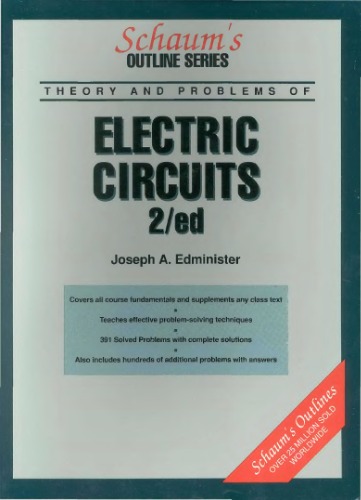 Schaum's
OUTLINE SERIES
THEORY AND PROBLEMS OF
ELECTRIC
CIRCUITS
2/ed
Joseph A. Edminister
Covers all course fundamentals and supplements any class text
Teaches effective problem-solving techniques
391 Solved Problems with complete solutions
Also includes hundreds of additional problems with answers
Schaum's Outlines
OVER 25 MILLION SOLD
WORLDWIDE